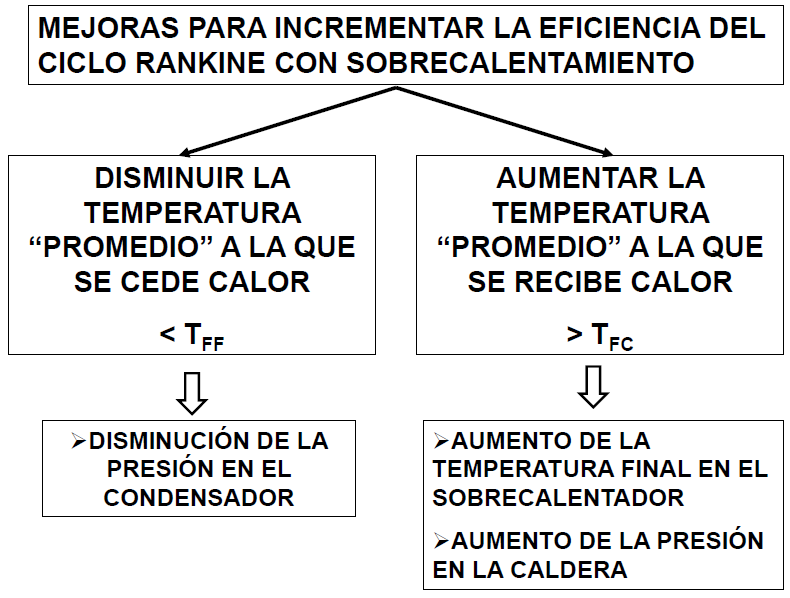 MEJORAS PARA INCREMENTAR LA EFICIENCIA DEL
CICLO RANKINE CON SOBRECALENTAMIENTO
DISMINUIR LA
TEMPERATURA
“PROMEDIO” A LA QUE
SE CEDE CALOR
< TFF
AUMENTAR LA
TEMPERATURA
“PROMEDIO” A LA QUE
SE RECIBE CALOR
> TFC
➢DISMINUCIÓN DE LA
PRESIÓN EN EL
CONDENSADOR
➢AUMENTO DE LA
TEMPERATURA FINAL EN EL
SOBRECALENTADOR
➢AUMENTO DE LA PRESIÓN
EN LA CALDERA